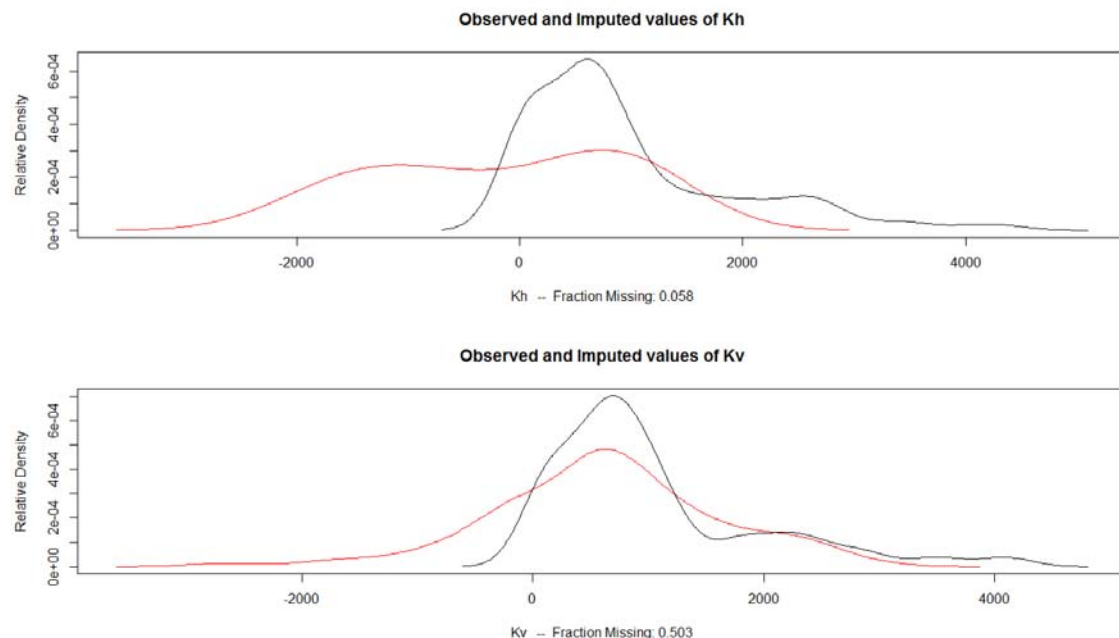 Observed and Imputed values of Kh
Relative Density
0e+00 2e-04 4e-04 6e-04
-2000 0 2000 4000
Kh -- Fraction Missing: 0.058
Observed and Imputed values of Kv
Relative Density
0e+00 2e-04 4e-04 6e-04
-2000 0 2000 4000
Kv -- Fraction Missing: 0.503